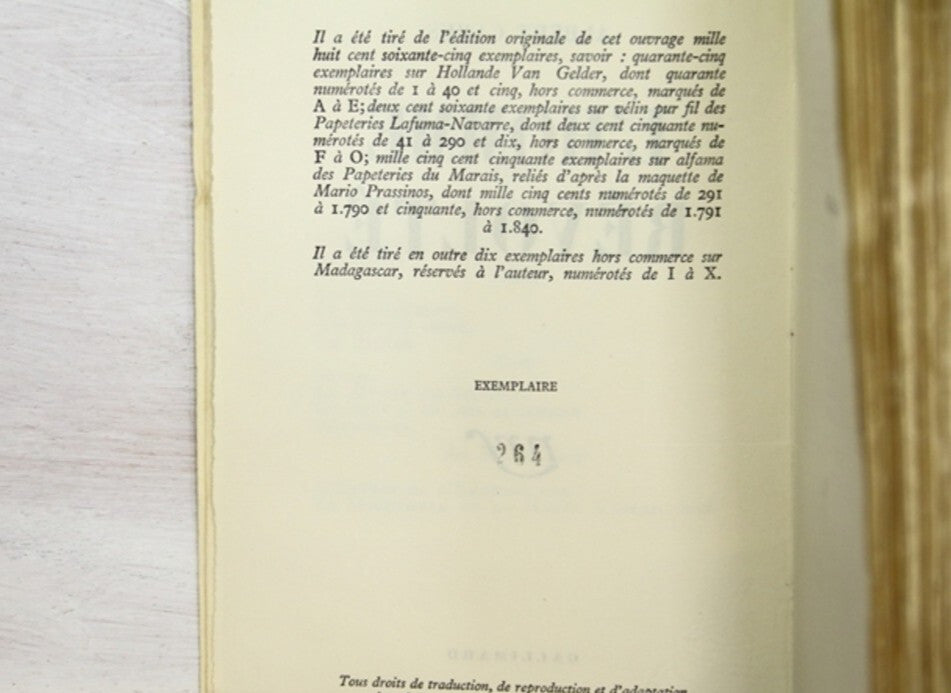 Il a été tiré de l'édition originale de cet ouvrage mille
huit cent soixante-cinq exemplaires, savoir : quarante-cinq
exemplaires sur Hollande Van Gelder, dont quarante
numérotés de 1 à 40 et cinq, hors commerce, marqués de
A à E; deux cent soixante exemplaires sur vélin pur fil des
Papeteries Lafuma-Navarre, dont deux cent cinquante nu-
mérotés de 41 à 290 et dix, hors commerce, marqués de
F à O; mille cinq cent cinquante exemplaires sur alfama
des Papeteries du Marais, reliés d'après la maquette de
Mario Prassinos, dont mille cinq cents numérotés de 291
à 1.790 et cinquante, hors commerce, numérotés de 1.791
à 1.840.
Il a été tiré en outre dix exemplaires hors commerce sur
Madagascar, réservés à l'auteur, numérotés de I à X.
EXEMPLAIRE
264
GALLIMARD
Tous droits de traduction, de reproduction et d'adaptation